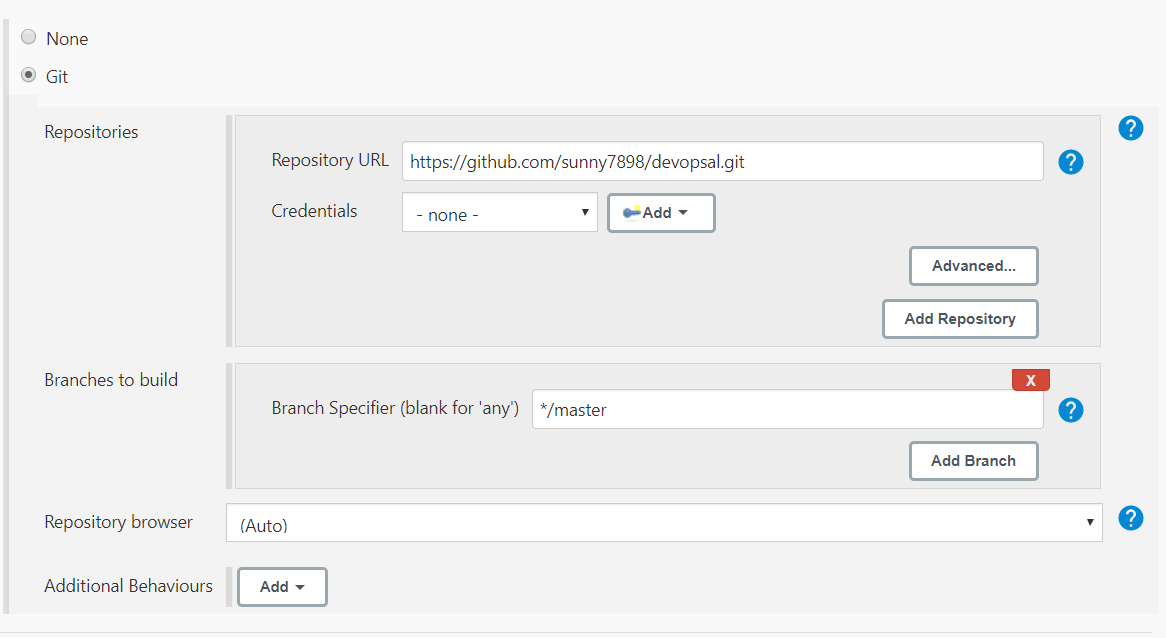 None
Git
Repositories
?
Repository URL https://github.com/sunny7898/devopsal.git ?
Credentials - none - Add
Advanced...
Add Repository
Branches to build
X
Branch Specifier (blank for 'any') */master ?
Add Branch
Repository browser (Auto) ?
Additional Behaviours Add